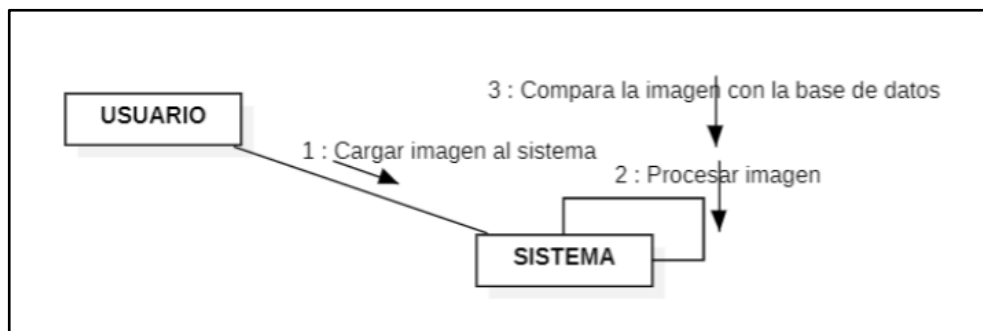 3 : Compara la imagen con la base de datos
USUARIO
1 : Cargar imagen al sistema
2 : Procesar imagen
SISTEMA